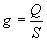 g = Q/S